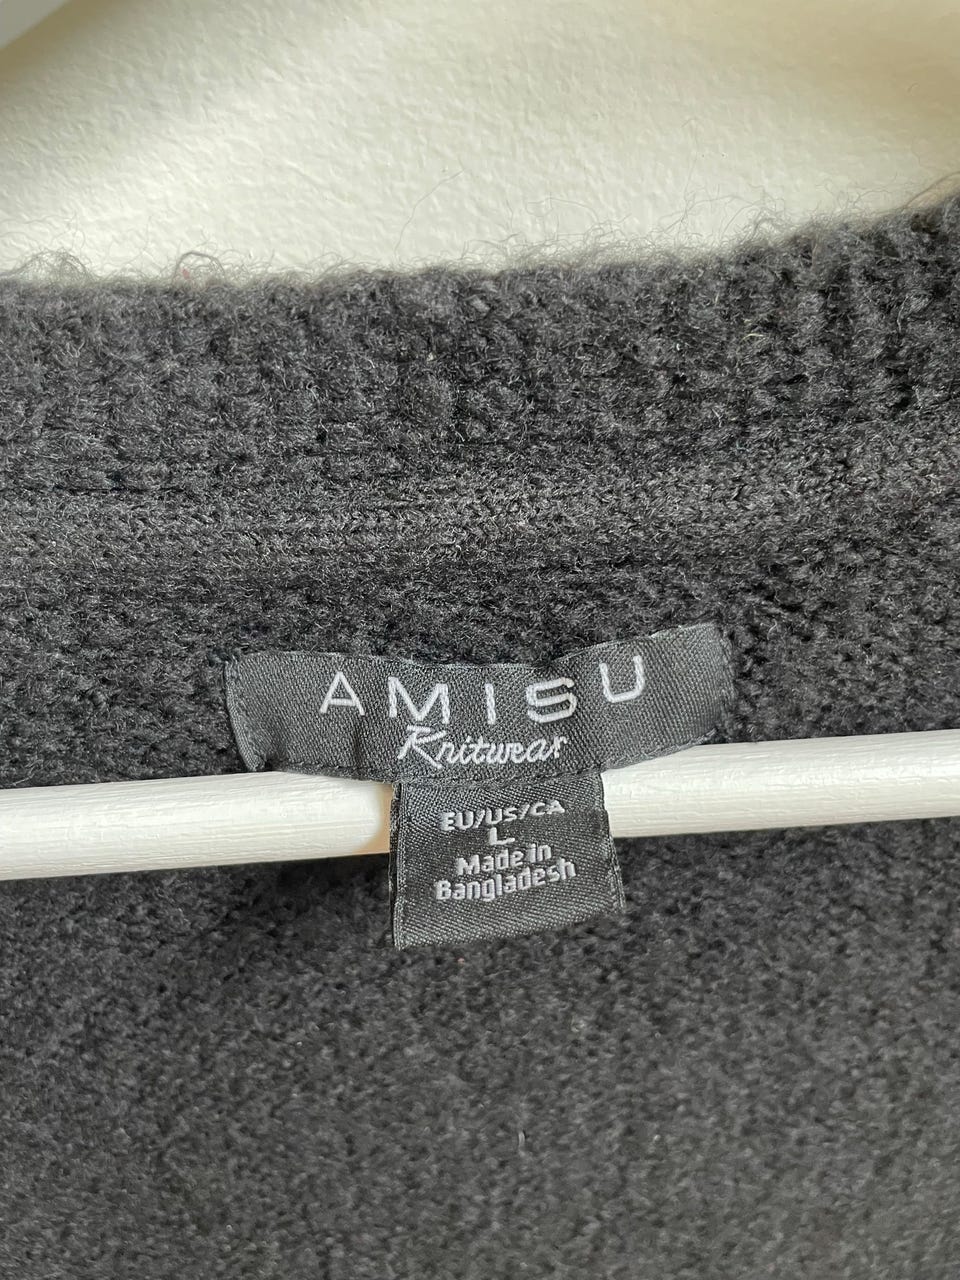 AMISU
Knitwear
EU/US/CA
L
Made in
Bangladesh